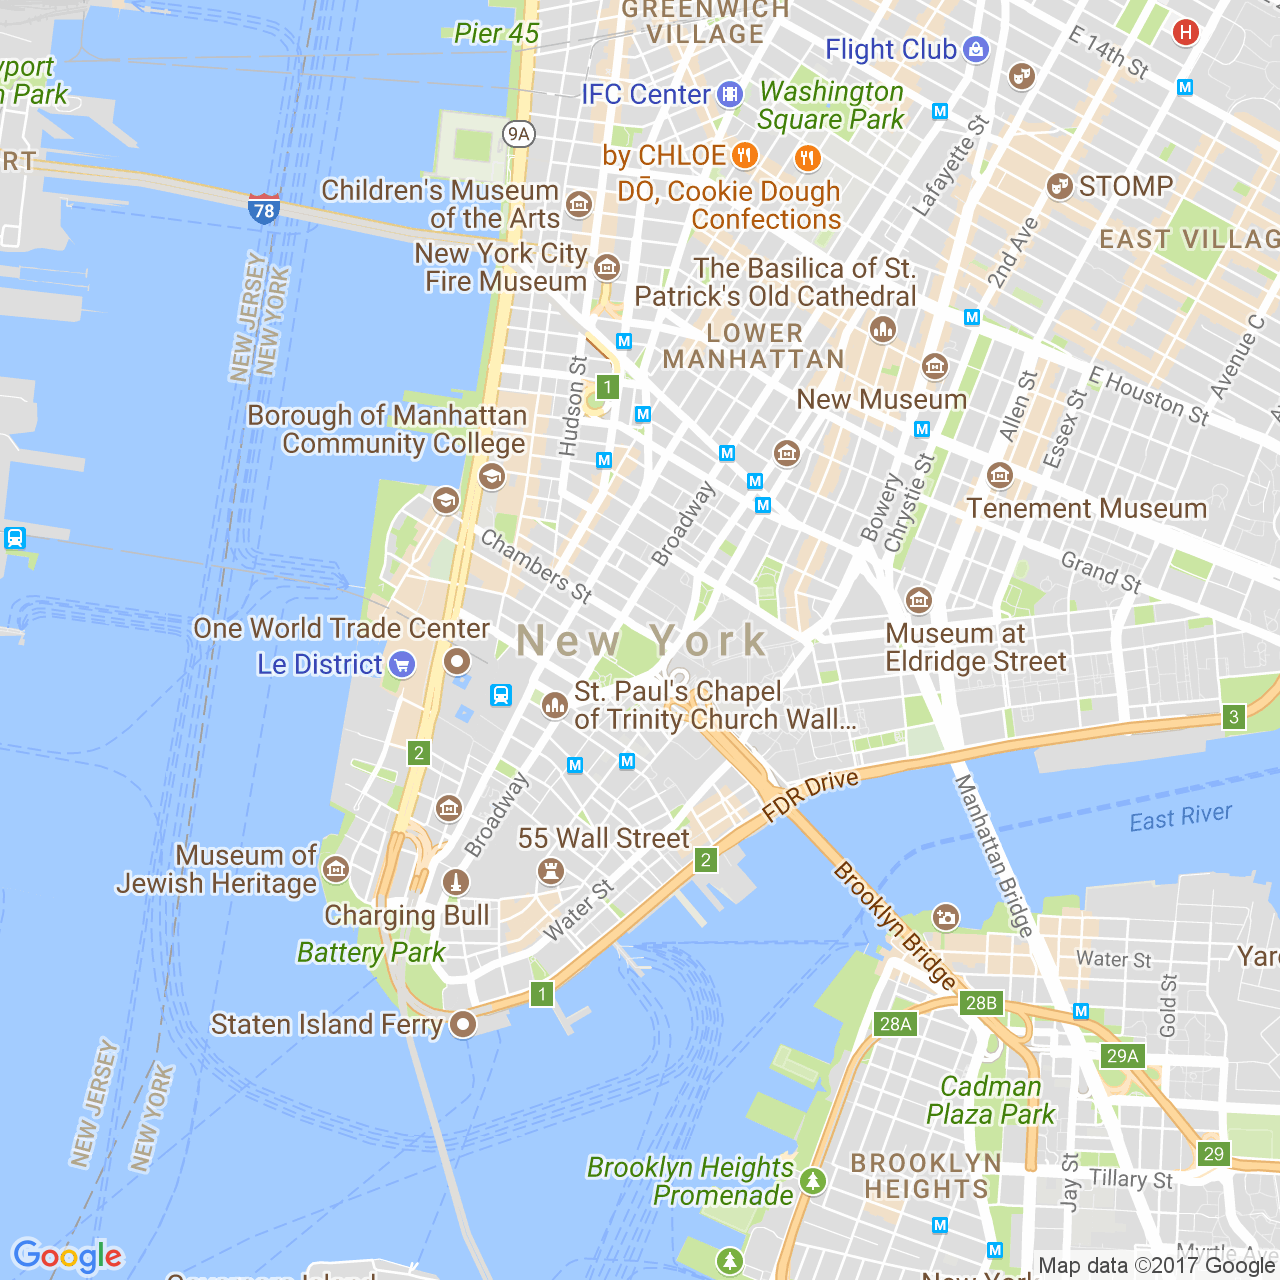 GREENWICH
VILLAGE
Pier 45
Flight Club
H
E 14th St
yport
n Park
IFC Center
Washington
Square Park
M
M
9A
by CHLOE
RT
DŌ, Cookie Dough
Confections
Lafayette St
STOMP
Children's Museum
of the Arts
78
2nd Ave
EAST VILLAG
New York City
Fire Museum
The Basilica of St.
Patrick's Old Cathedral
NEW JERSEY
NEW YORK
M
M
LOWER
MANHATTAN
Avenue C
Hudson St
1
E Houston St
New Museum
Allen St
Essex St
Borough of Manhattan
Community College
M
M
M
M
M
M
Broadway
Bowery
Chrystie St
Tenement Museum
Chambers St
Grand St
One World Trade Center
New York
Le District
Museum at
Eldridge Street
St. Paul's Chapel
of Trinity Church Wall...
3
2
M
M
FDR Drive
Broadway
Manhattan Bridge
East River
55 Wall Street
2
Museum of
Jewish Heritage
Charging Bull
Water St
Brooklyn Bridge
Battery Park
Water St
Yar
Gold St
1
28B
M
28A
Staten Island Ferry
29A
NEW JERSEY
NEW YORK
Cadman
Plaza Park
29
Brooklyn Heights
Promenade
BROOKLYN
HEIGHTS
Jay St
Tillary St
M
M
Myrtle Ave
Google
Governors Island
New York
Map data ©2017 Google